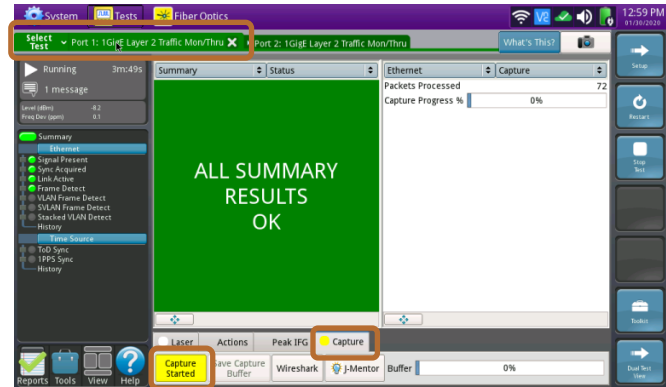 System
Tests
Fiber Optics
12:59 PM
01/30/2020
Select Test
Port 1: 1GigE Layer 2 Traffic Mon/Thru
Port 2: 1GigE Layer 2 Traffic Mon/Thru
What's This?
Running 3m:49s
1 message
Level (dBm) -8.2
Freq Dev (ppm) 0.1
Summary
Ethernet
Signal Present
Sync Acquired
Link Active
Frame Detect
VLAN Frame Detect
SVLAN Frame Detect
Stacked VLAN Detect
History
Time Source
ToD Sync
1PPS Sync
History
Summary
Status
ALL SUMMARY
RESULTS
OK
Ethernet
Capture
Packets Processed 72
Capture Progress % 0%
Laser
Actions
Peak IFG
Capture
Capture
Started
Save Capture
Buffer
Wireshark
J-Mentor
Buffer 0%
Reports
Tools
View
Help
Setup
Restart
Stop
Test
Toolkit
Dual Test
View